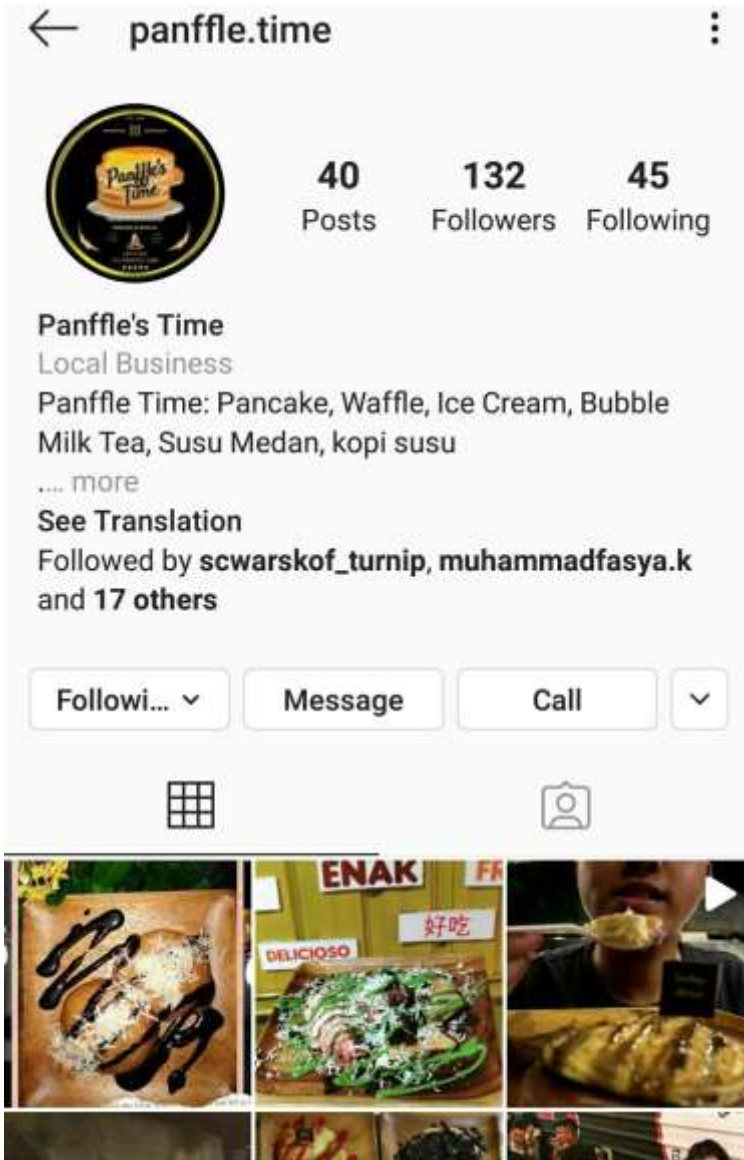 panffle.time
Panffle's
Time
40
132
45
Posts
Followers
Following
Panffle's Time
Local Business
Panffle Time: Pancake, Waffle, Ice Cream, Bubble
Milk Tea, Susu Medan, kopi susu
.... more
See Translation
Followed by scwarskof_turnip, muhammadfasya.k
and 17 others
Followi...
Message
Call
ENAK
FR
好吃
DELICIOSO